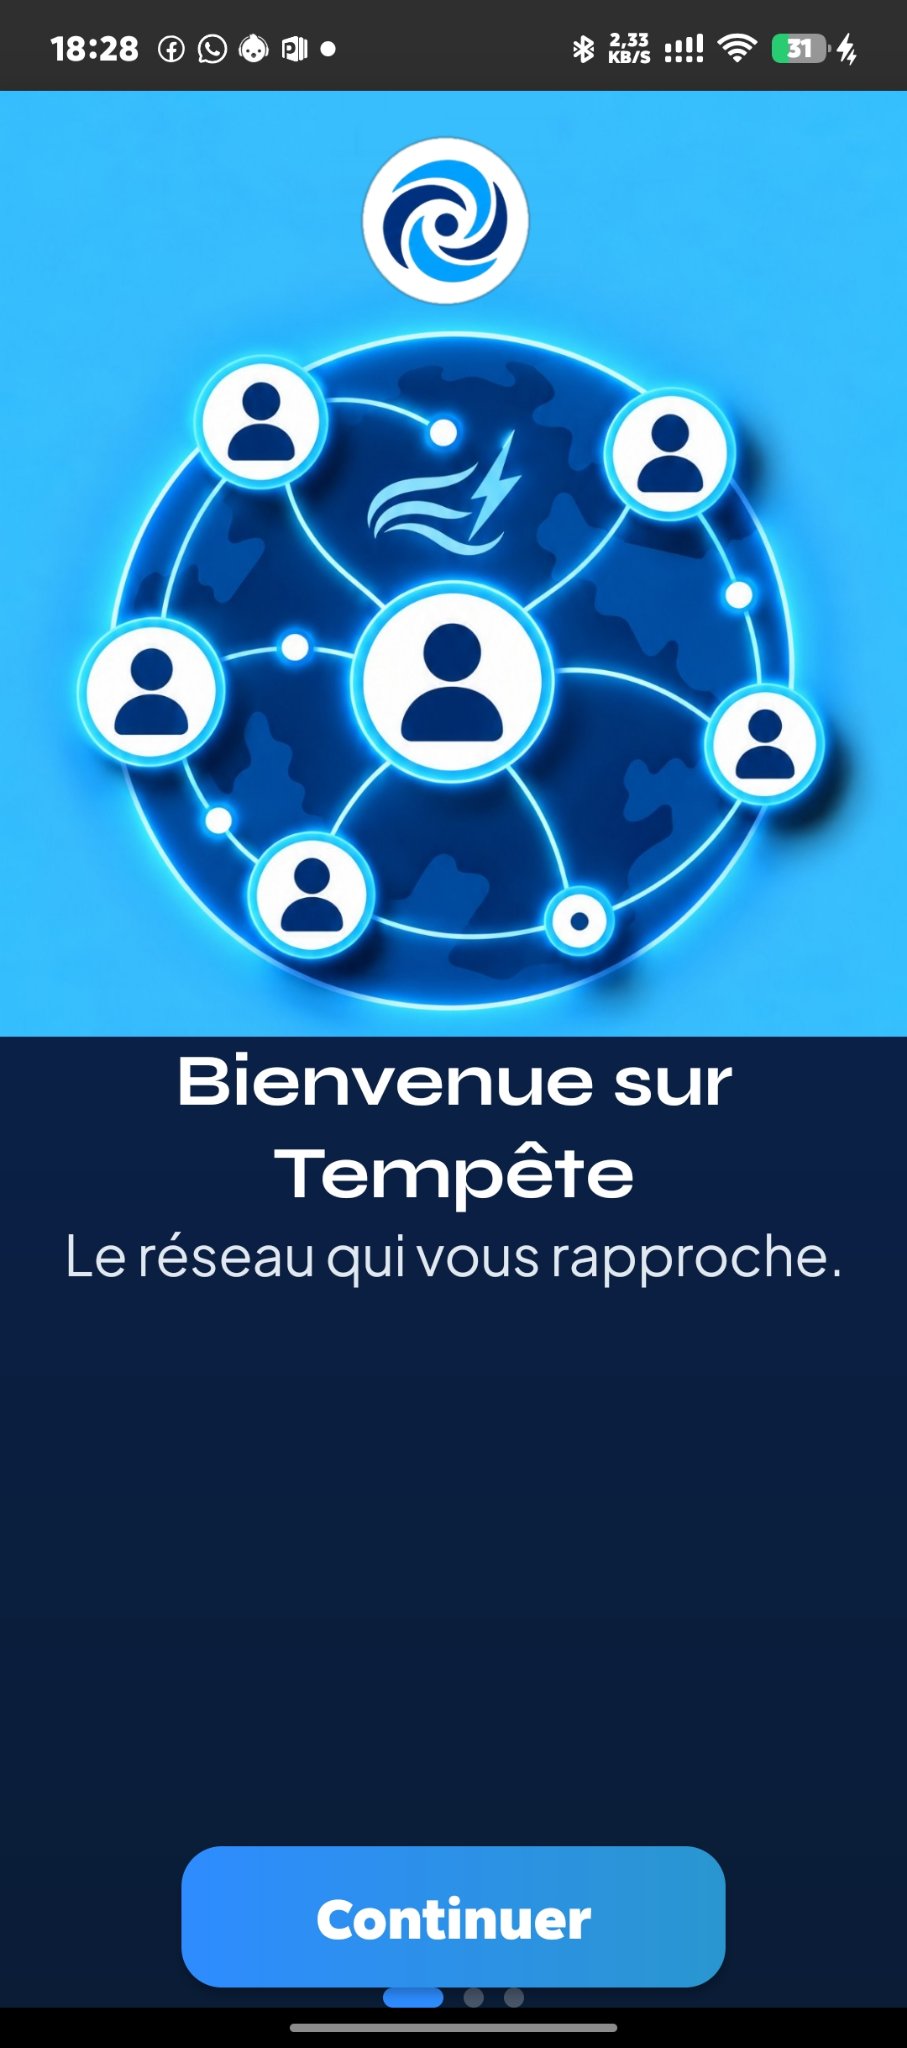 18:28
2,33
KB/S
31
Bienvenue sur
Tempête
Le réseau qui vous rapproche.
Continuer